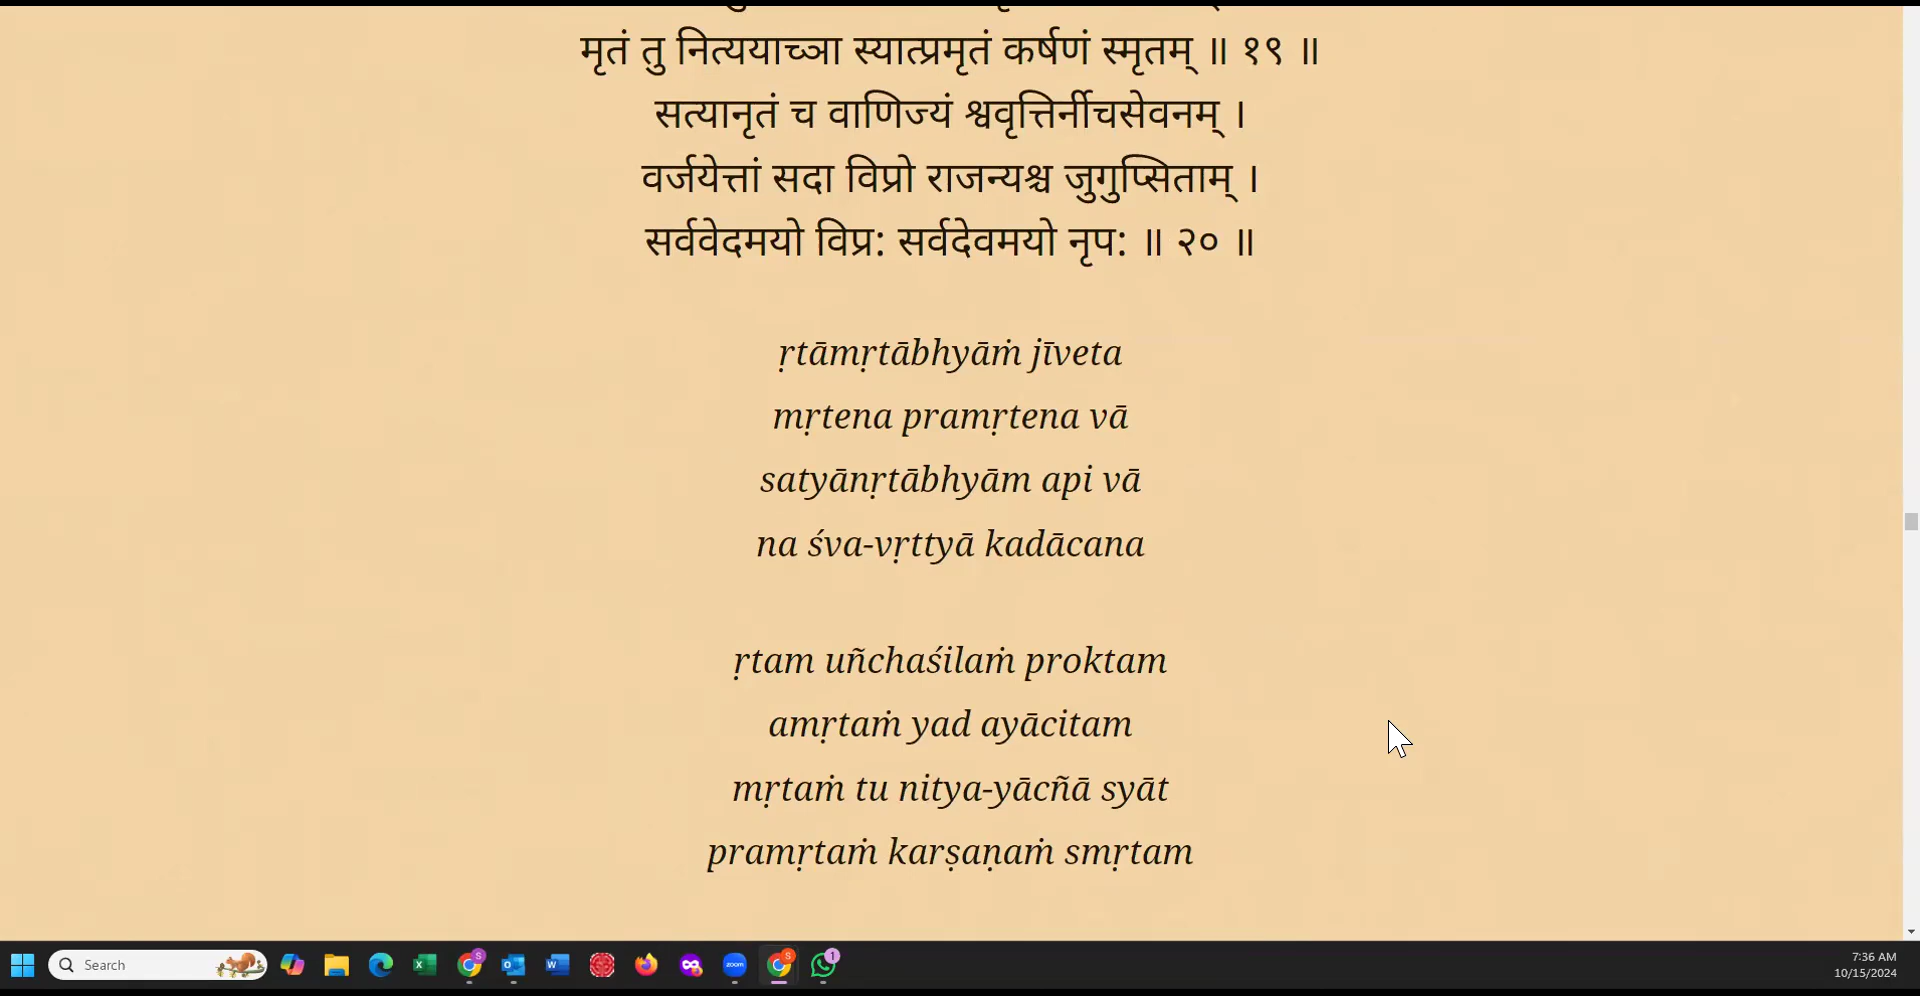 मृतं तु नित्ययाच्ञा स्यात्प्रमृतं कर्षणं स्मृतम् ॥ १९ ॥
सत्यानृतं च वाणिज्यं श्ववृत्तिर्नीचसेवनम् ।
वर्जयेत्तां सदा विप्रो राजन्यश्च जुगुप्सिताम् ।
सर्ववेदमयो विप्र: सर्वदेवमयो नृप: ॥ २० ॥
ṛtāmṛtābhyāṁ jīveta
mṛtena pramṛtena vā
satyānṛtābhyām api vā
na śva-vṛttyā kadācana
ṛtam uñchaśilaṁ proktam
amṛtaṁ yad ayācitam
mṛtaṁ tu nitya-yācñā syāt
pramṛtaṁ karṣaṇaṁ smṛtam
Search
zoom
1
7:36 AM
10/15/2024